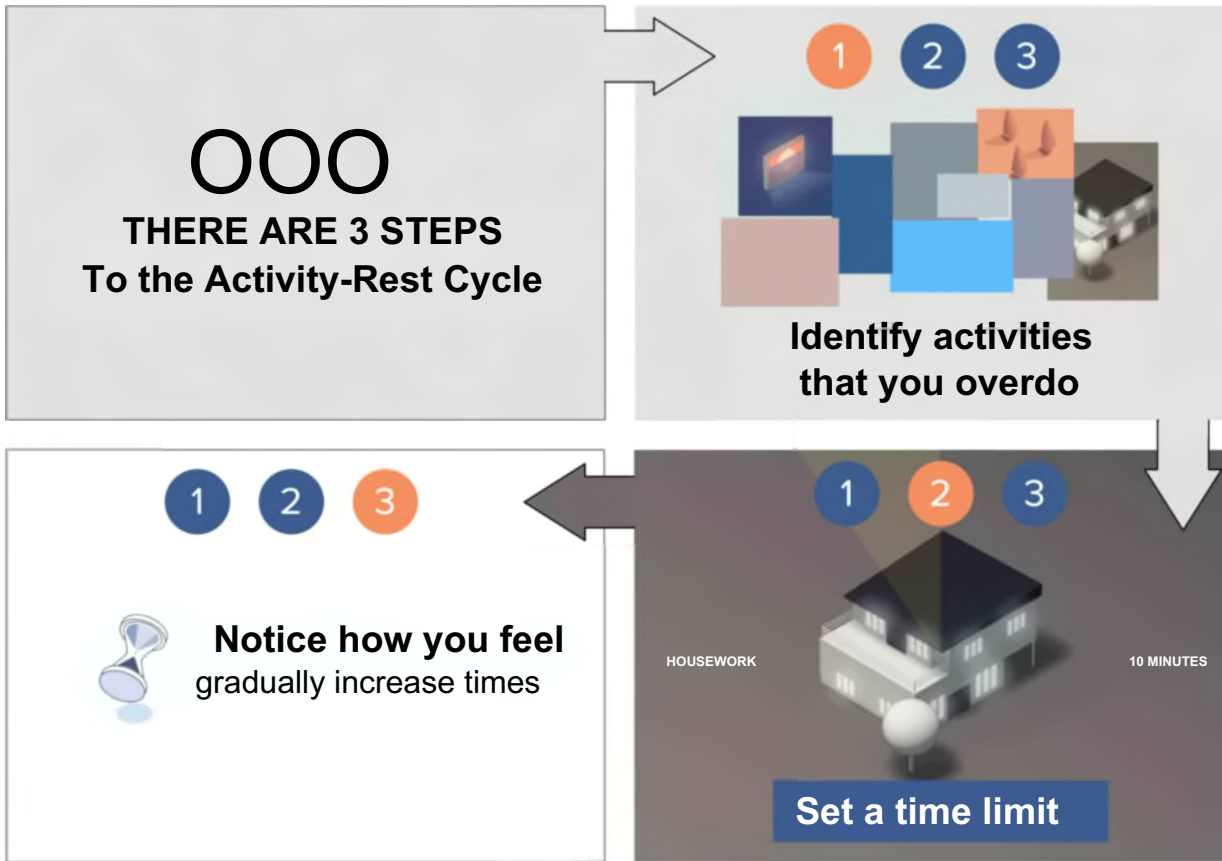 OOO
THERE ARE 3 STEPS
To the Activity-Rest Cycle
1 2 3
Identify activities
that you overdo
1 2 3
HOUSEWORK
10 MINUTES
Set a time limit
1 2 3
Notice how you feel
gradually increase times